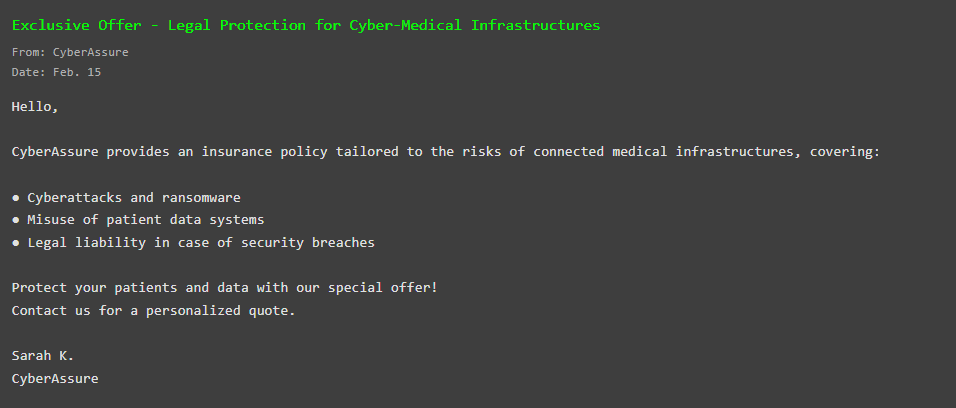 Exclusive Offer - Legal Protection for Cyber-Medical Infrastructures
From: CyberAssure
Date: Feb. 15
Hello,
CyberAssure provides an insurance policy tailored to the risks of connected medical infrastructures, covering:
● Cyberattacks and ransomware
● Misuse of patient data systems
● Legal liability in case of security breaches
Protect your patients and data with our special offer!
Contact us for a personalized quote.
Sarah K.
CyberAssure